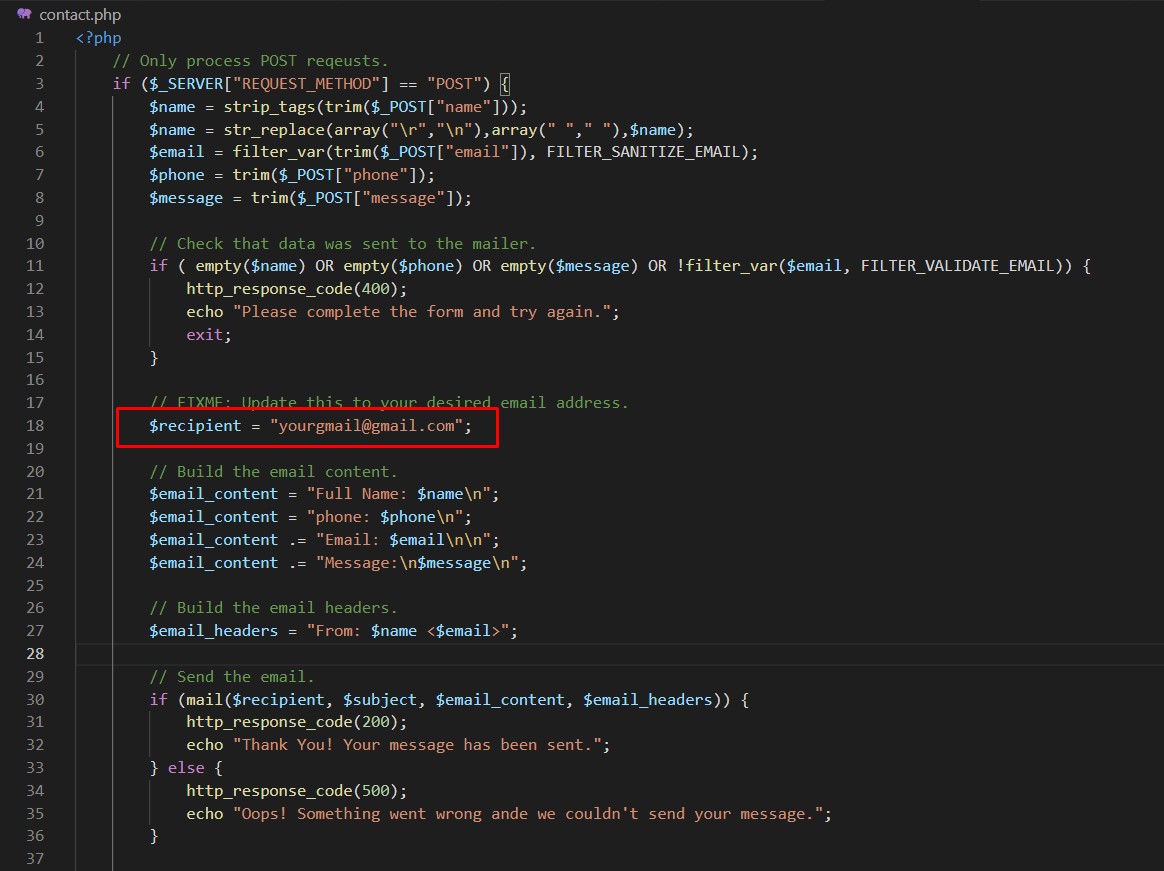 contact.php
1 <?php
2 // Only process POST reqeusts.
3 if ($_SERVER["REQUEST_METHOD"] == "POST") {
4 $name = strip_tags(trim($_POST["name"]));
5 $name = str_replace(array("\r","\n"),array(" "," "),$name);
6 $email = filter_var(trim($_POST["email"]), FILTER_SANITIZE_EMAIL);
7 $phone = trim($_POST["phone"]);
8 $message = trim($_POST["message"]);
9
10 // Check that data was sent to the mailer.
11 if ( empty($name) OR empty($phone) OR empty($message) OR !filter_var($email, FILTER_VALIDATE_EMAIL)) {
12 http_response_code(400);
13 echo "Please complete the form and try again.";
14 exit;
15 }
16
17 // FIXME: Update this to your desired email address.
18 $recipient = "yourgmail@gmail.com";
19
20 // Build the email content.
21 $email_content = "Full Name: $name\n";
22 $email_content = "phone: $phone\n";
23 $email_content .= "Email: $email\n\n";
24 $email_content .= "Message:\n$message\n";
25
26 // Build the email headers.
27 $email_headers = "From: $name <$email>";
28
29 // Send the email.
30 if (mail($recipient, $subject, $email_content, $email_headers)) {
31 http_response_code(200);
32 echo "Thank You! Your message has been sent.";
33 } else {
34 http_response_code(500);
35 echo "Oops! Something went wrong ande we couldn't send your message.";
36 }
37